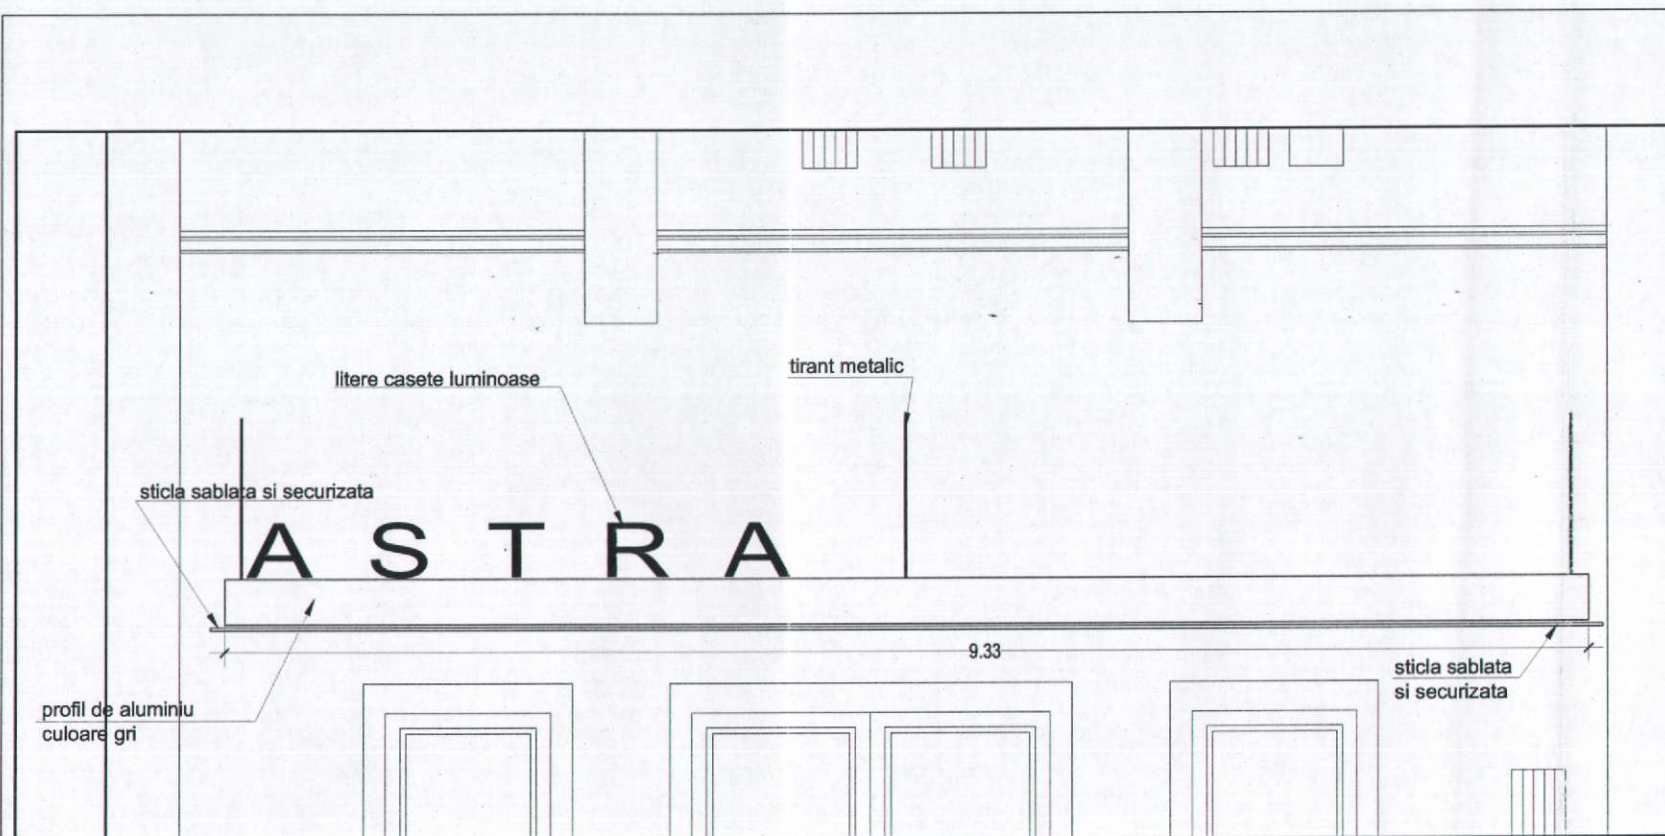 tirant metalic
litere casete luminoase
sticla sablata si securizata
A S T R A
9.33
sticla sablata
si securizata
profil de aluminiu
culoare gri